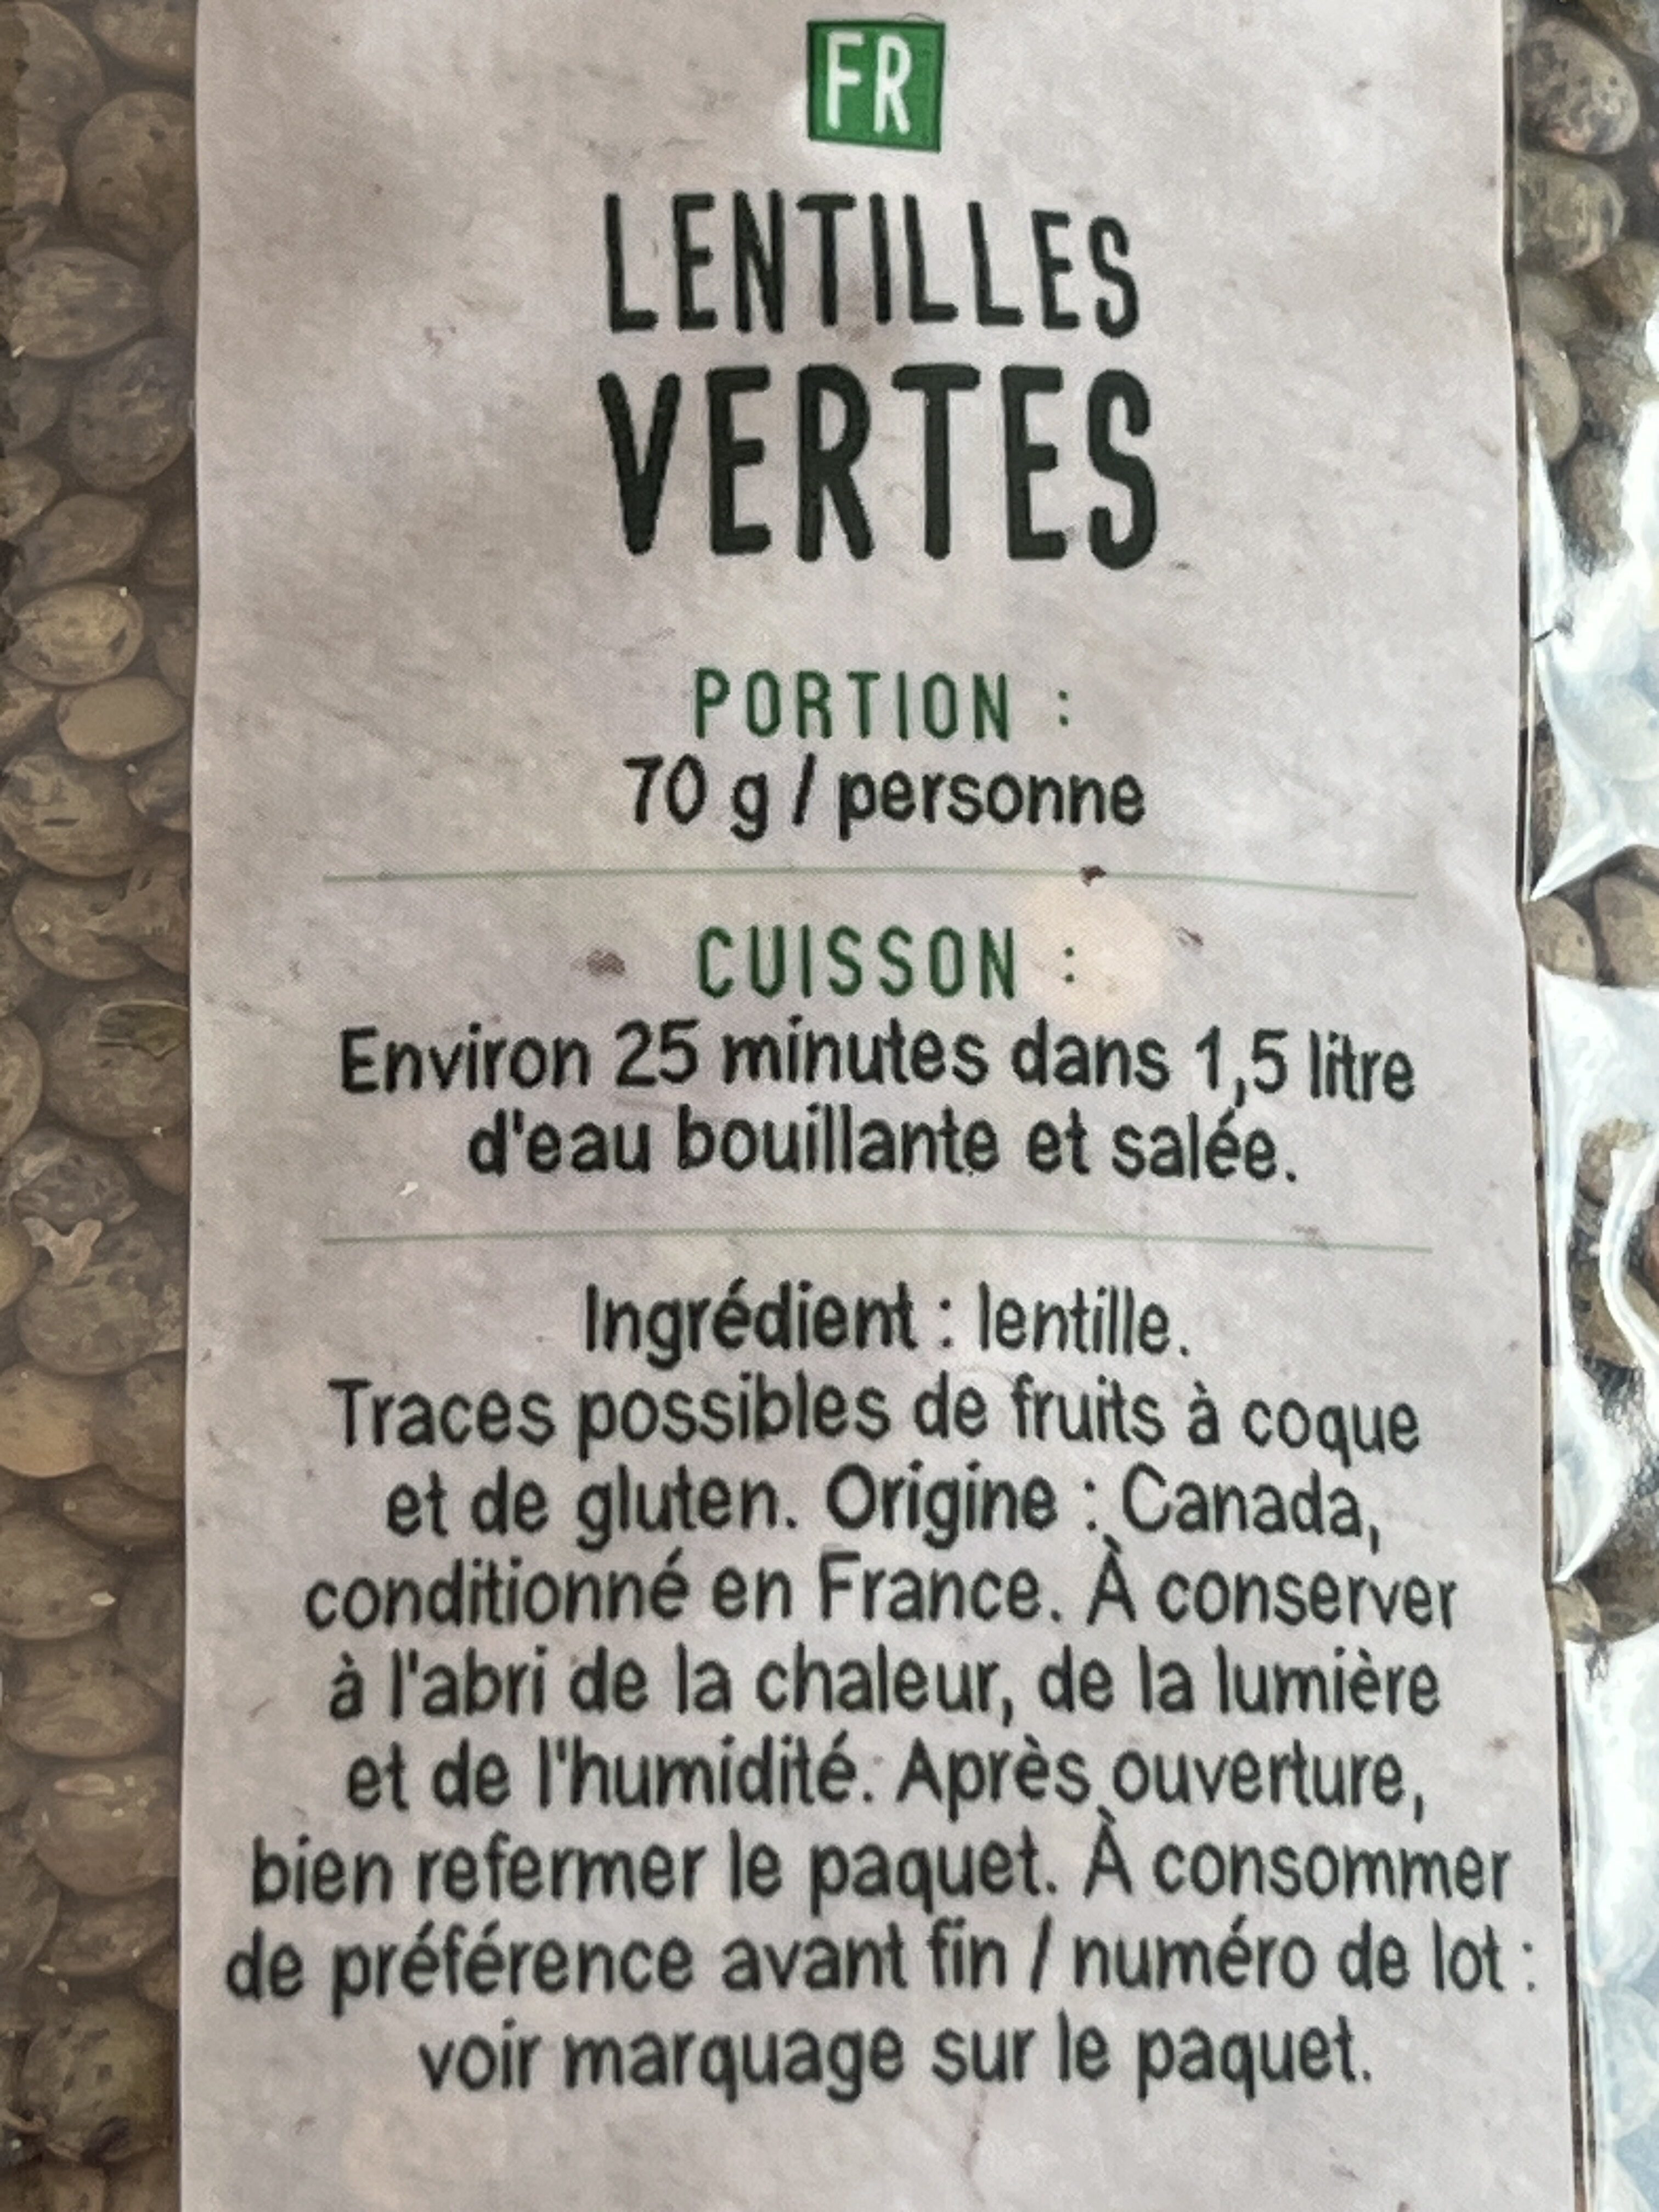 FR
LENTILLES
VERTES
PORTION :
70 g / personne
CUISSON :
Environ 25 minutes dans 1,5 litre
d'eau bouillante et salée.
Ingrédient : lentille.
Traces possibles de fruits à coque
et de gluten. Origine : Canada,
conditionné en France. À conserver
à l'abri de la chaleur, de la lumière
et de l'humidité. Après ouverture,
bien refermer le paquet. À consommer
de préférence avant fin / numéro de lot :
voir marquage sur le paquet.